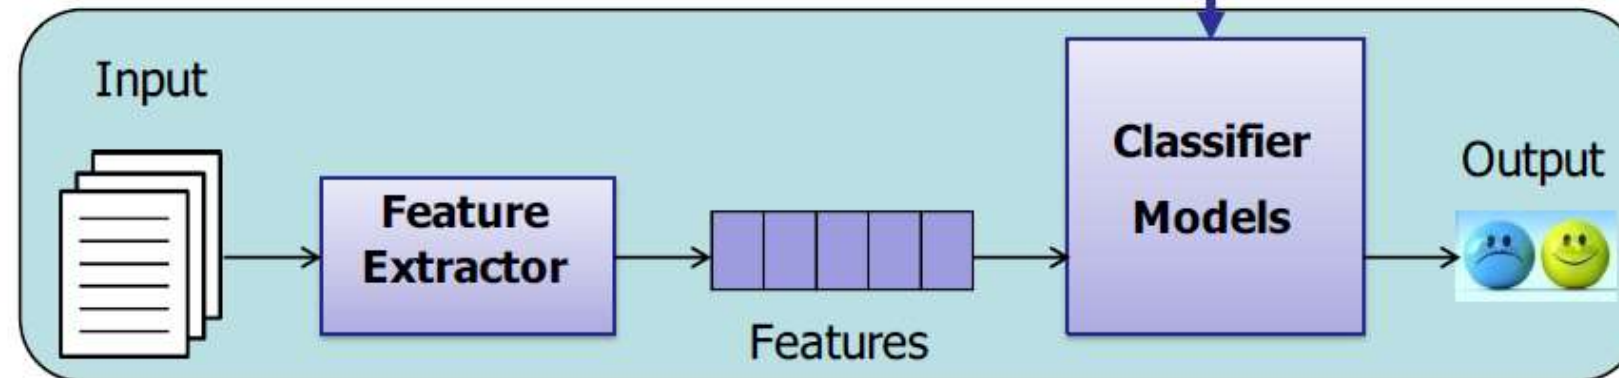 Input
Feature
Extractor
Features
Classifier
Models
Output